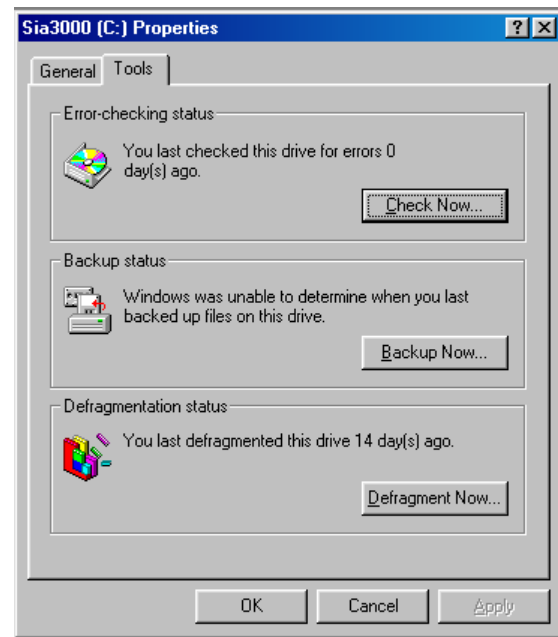 Sia3000 (C:) Properties
General Tools
Error-checking status
You last checked this drive for errors 0
day(s) ago.
Check Now...
Backup status
Windows was unable to determine when you last
backed up files on this drive.
Backup Now...
Defragmentation status
You last defragmented this drive 14 day(s) ago.
Defragment Now...
OK Cancel Apply